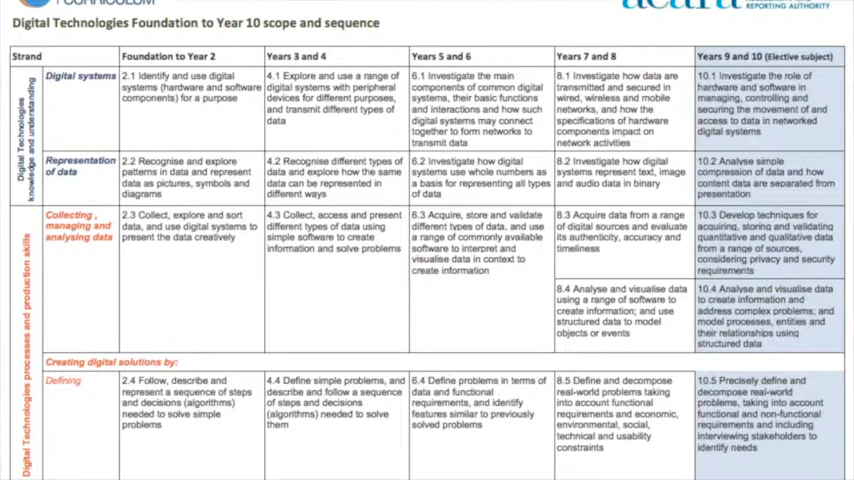 CURRICULUM
acara
REPORTING AUTHORITY
Digital Technologies Foundation to Year 10 scope and sequence
Strand
Foundation to Year 2
Years 3 and 4
Years 5 and 6
Years 7 and 8
Years 9 and 10 (Elective subject)
Digital Technologies
knowledge and understanding
Digital systems
2.1 Identify and use digital
systems (hardware and software
components) for a purpose
4.1 Explore and use a range of
digital systems with peripheral
devices for different purposes,
and transmit different types of
data
6.1 Investigate the main
components of common digital
systems, their basic functions
and interactions and how such
digital systems may connect
together to form networks to
transmit data
8.1 Investigate how data are
transmitted and secured in
wired, wireless and mobile
networks, and how the
specifications of hardware
components impact on
network activities
10.1 Investigate the role of
hardware and software in
managing, controlling and
securing the movement of and
access to data in networked
digital systems
Representation
of data
2.2 Recognise and explore
patterns in data and represent
data as pictures, symbols and
diagrams
4.2 Recognise different types of
data and explore how the same
data can be represented in
different ways
6.2 Investigate how digital
systems use whole numbers as
a basis for representing all types
of data
8.2 Investigate how digital
systems represent text, image
and audio data in binary
10.2 Analyse simple
compression of data and how
content data are separated from
presentation
Digital Technologies processes and production skills
Collecting ,
managing and
analysing data
2.3 Collect, explore and sort
data, and use digital systems to
present the data creatively
4.3 Collect, access and present
different types of data using
simple software to create
information and solve problems
6.3 Acquire, store and validate
different types of data, and use
a range of commonly available
software to interpret and
visualise data in context to
create information
8.3 Acquire data from a range
of digital sources and evaluate
its authenticity, accuracy and
timeliness
10.3 Develop techniques for
acquiring, storing and validating
quantitative and qualitative data
from a range of sources,
considering privacy and security
requirements
8.4 Analyse and visualise data
using a range of software to
create information; and use
structured data to model
objects or events
10.4 Analyse and visualise data
to create information and
address complex problems; and
model processes, entities and
their relationships using
structured data
Creating digital solutions by:
Defining
2.4 Follow, describe and
represent a sequence of steps
and decisions (algorithms)
needed to solve simple
problems
4.4 Define simple problems, and
describe and follow a sequence
of steps and decisions
(algorithms) needed to solve
them
6.4 Define problems in terms of
data and functional
requirements, and identify
features similar to previously
solved problems
8.5 Define and decompose
real-world problems taking
into account functional
requirements and economic,
environmental, social,
technical and usability
constraints
10.5 Precisely define and
decompose real-world
problems, taking into account
functional and non-functional
requirements and including
interviewing stakeholders to
identify needs